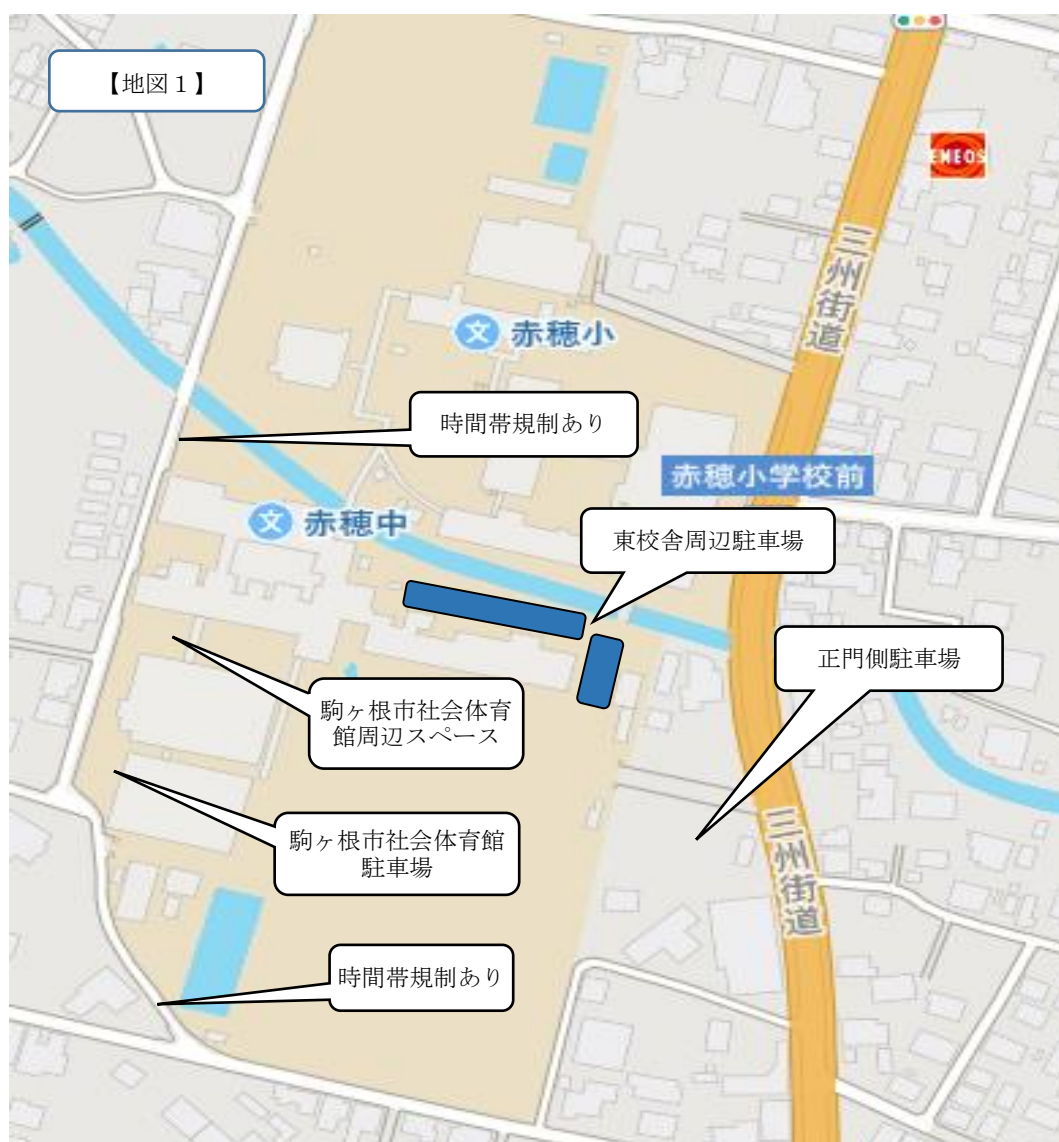 【地図１】
ENEOS
三州街道
文 赤穂小
時間帯規制あり
赤穂小学校前
文 赤穂中
東校舎周辺駐車場
正門側駐車場
駒ヶ根市社会体育
館周辺スペース
駒ヶ根市社会体育館
駐車場
三州街道
時間帯規制あり